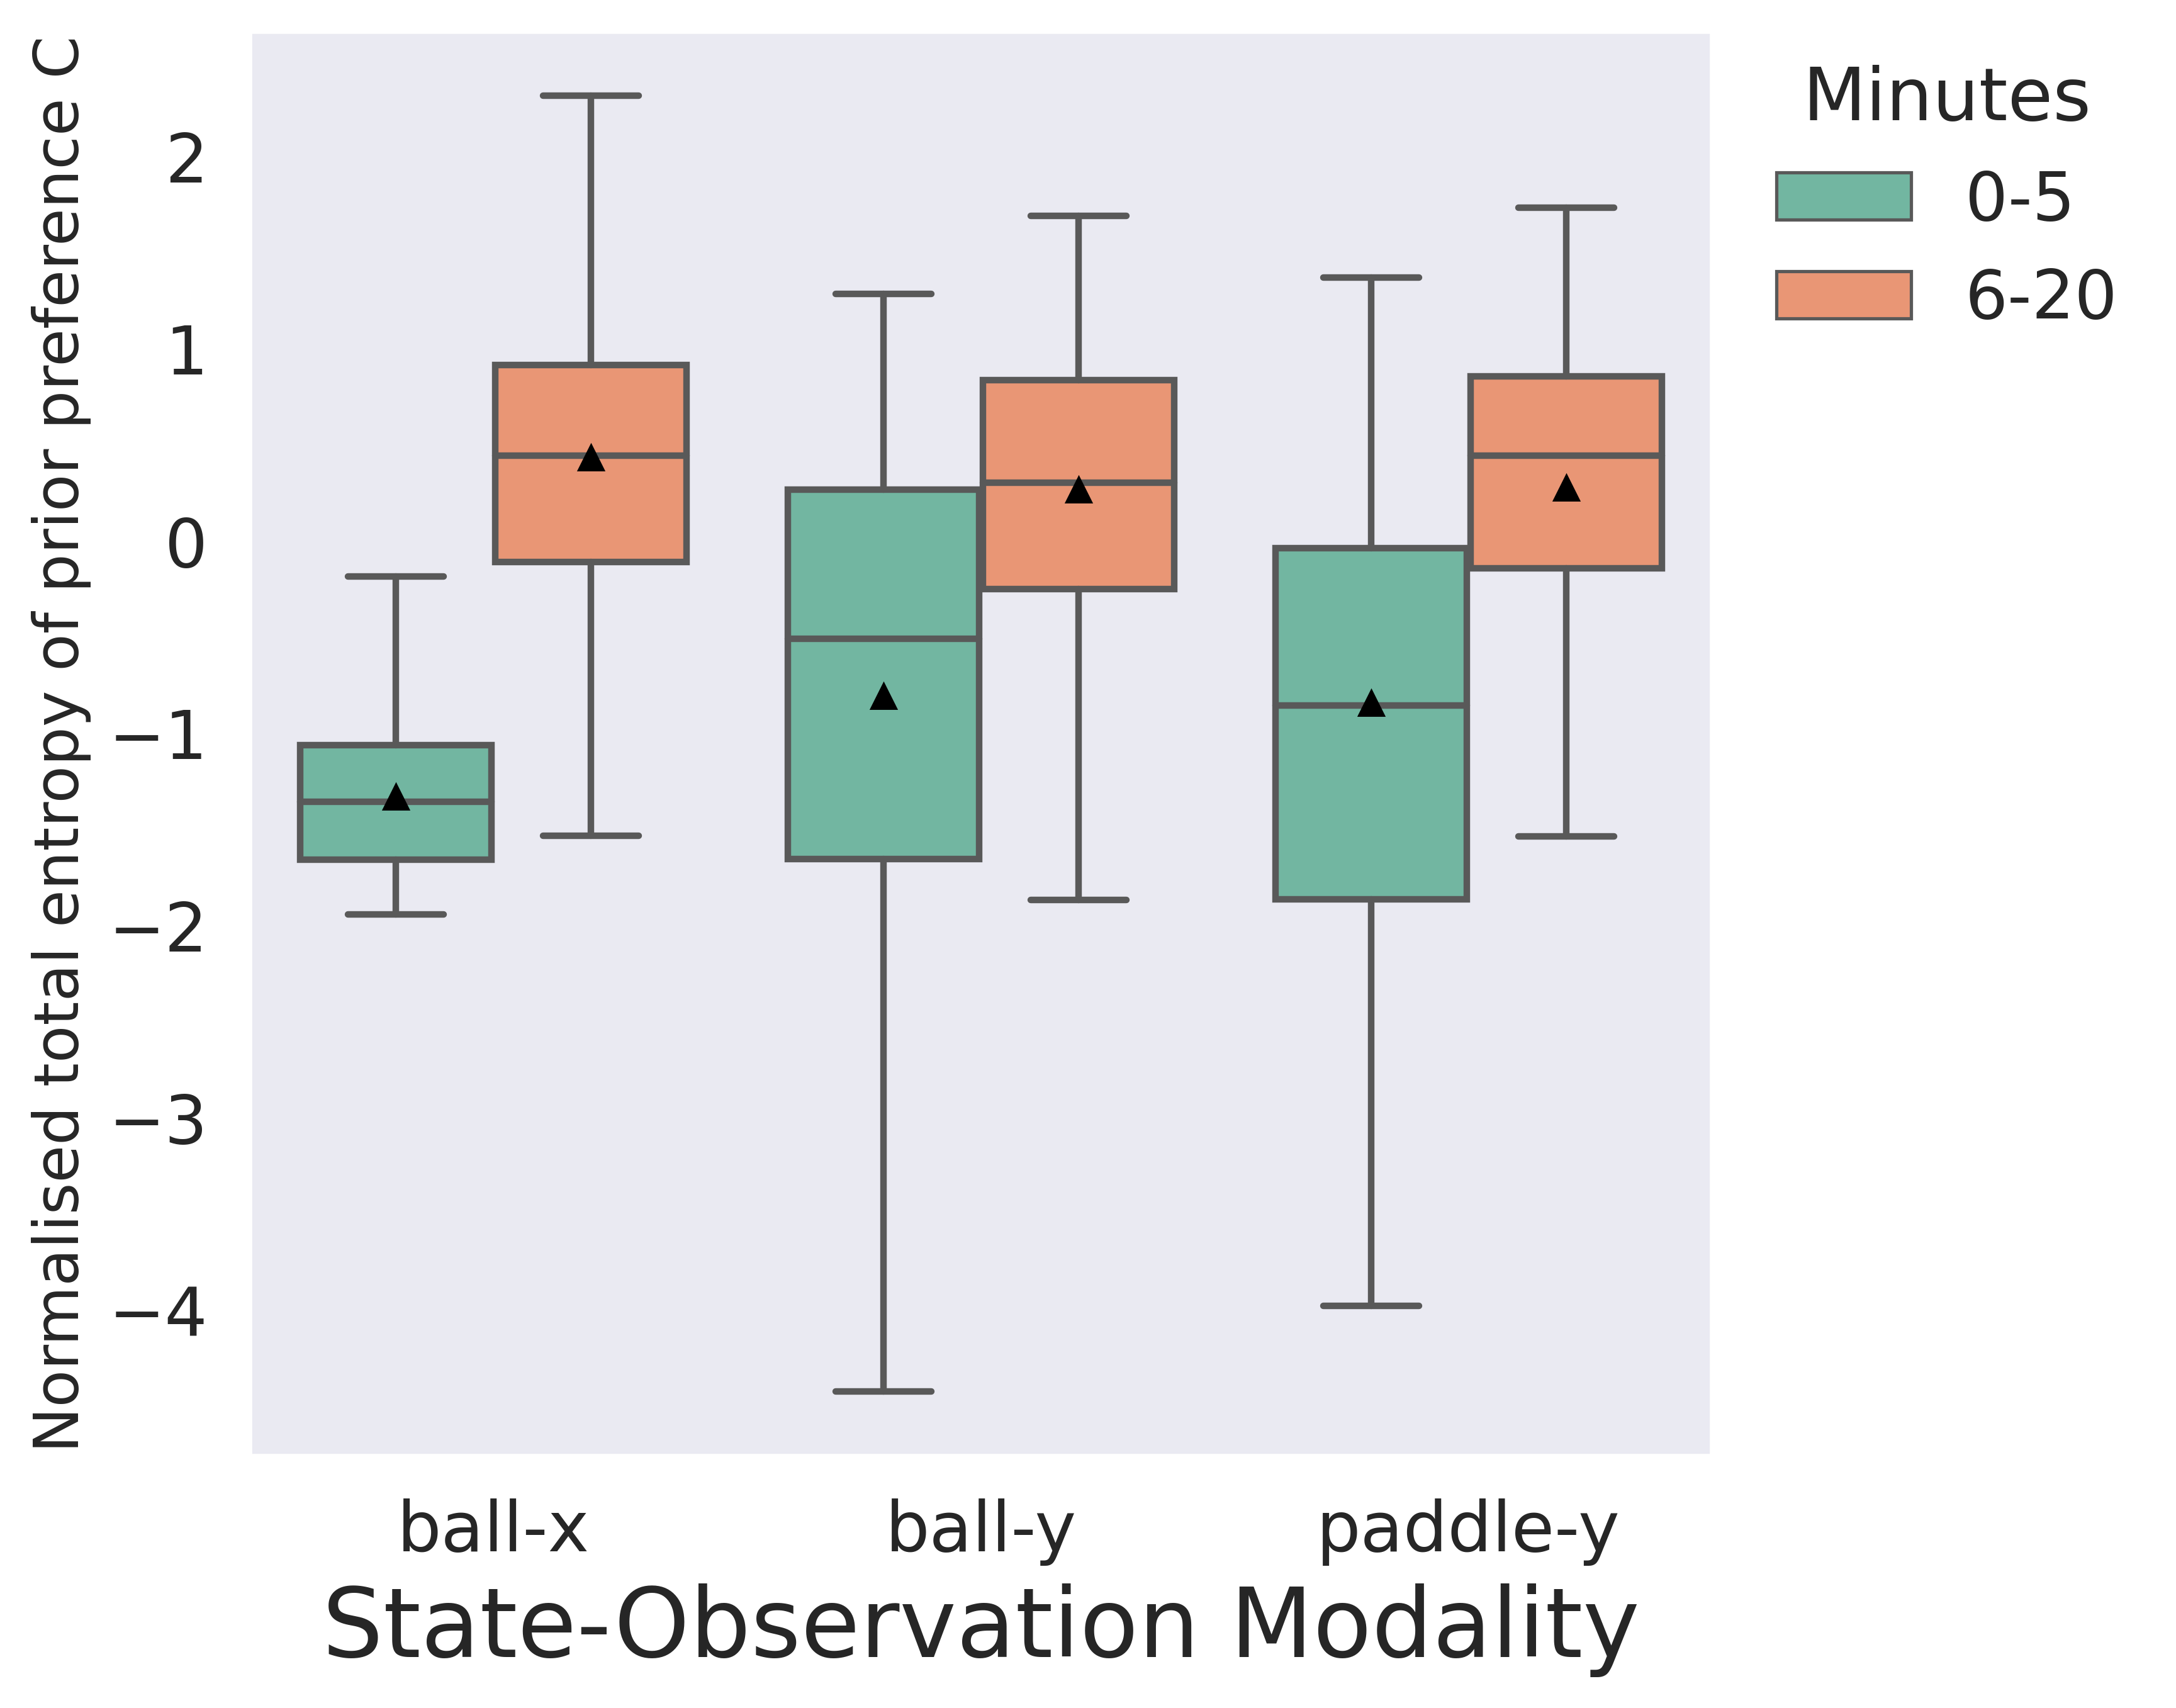 Normalised total entropy of prior preference C
2
1
0
−1
−2
−3
−4
ball-x
ball-y
paddle-y
State-Observation Modality
Minutes
0-5
6-20